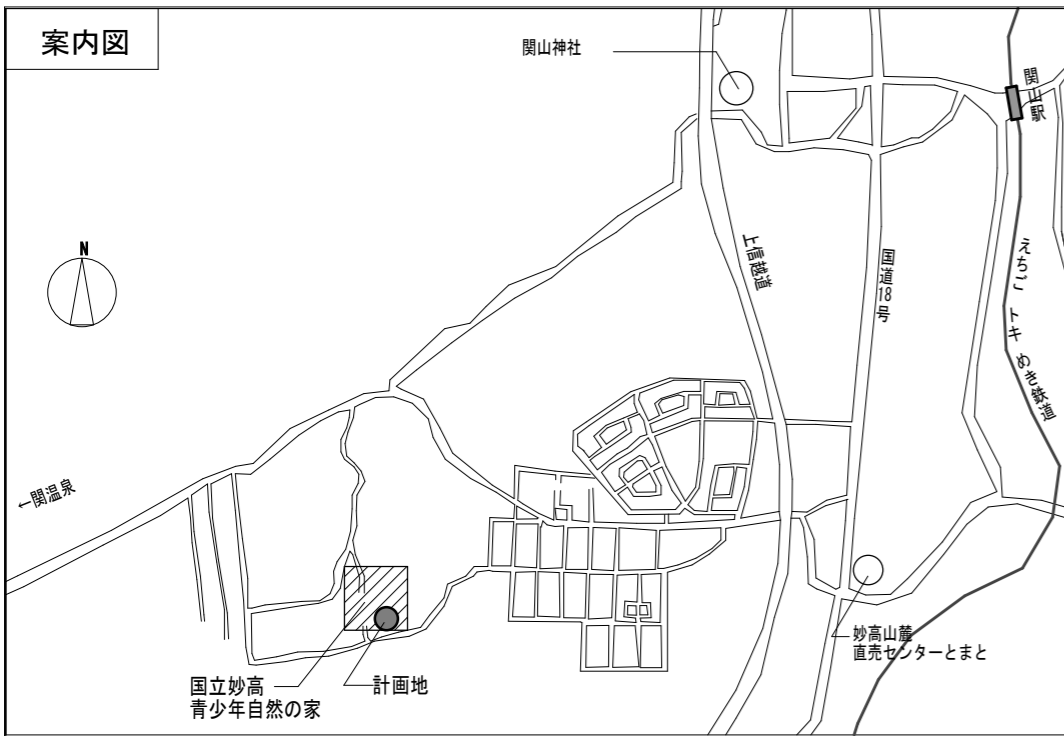 案内図
関山神社
関山駅
N
上信越道
国道18号
えちご トキ めき鉄道
←関温泉
妙高山麓
直売センターとまと
国立妙高
青少年自然の家
計画地